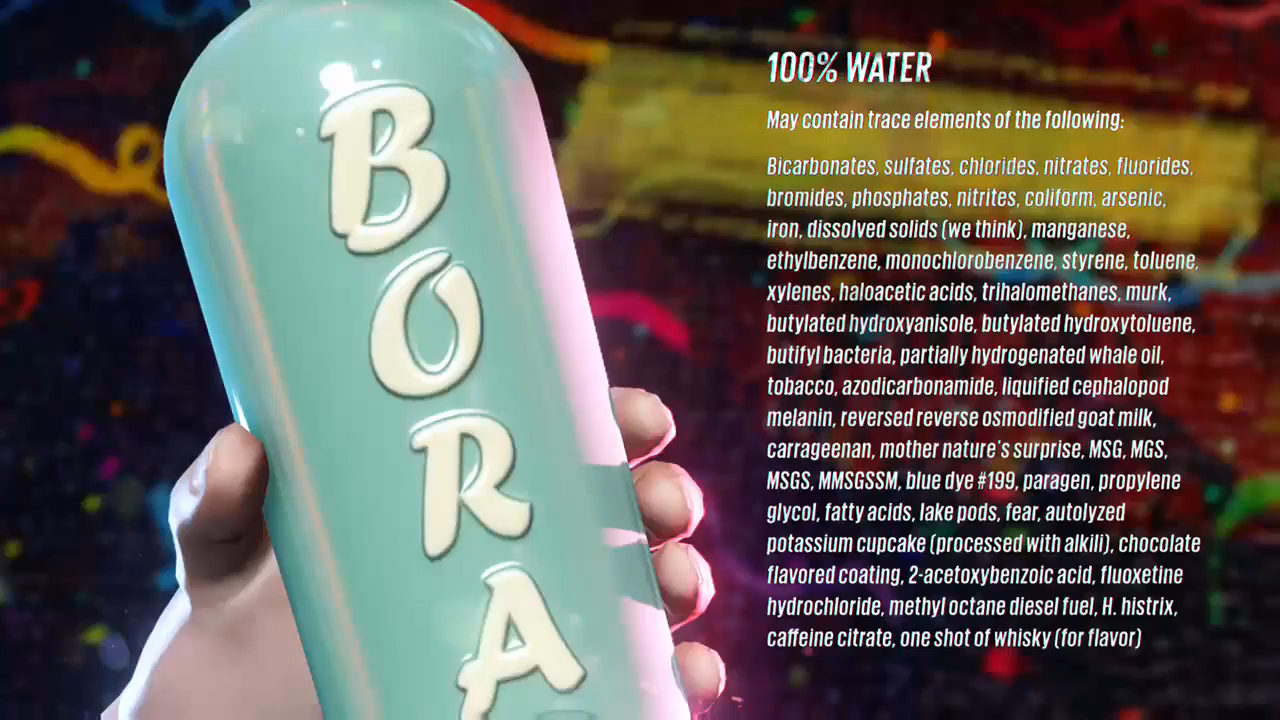 BORA
100% WATER
May contain trace elements of the following:
Bicarbonates, sulfates, chlorides, nitrates, fluorides,
bromides, phosphates, nitrites, coliform, arsenic,
iron, dissolved solids (we think), manganese,
ethylbenzene, monochlorobenzene, styrene, toluene,
xylenes, haloacetic acids, trihalomethanes, murk,
butylated hydroxyanisole, butylated hydroxytoluene,
butifyl bacteria, partially hydrogenated whale oil,
tobacco, azodicarbonamide, liquified cephalopod
melanin, reversed reverse osmodified goat milk,
carrageenan, mother nature's surprise, MSG, MGS,
MSGS, MMSGSSM, blue dye #199, paragen, propylene
glycol, fatty acids, lake pods, fear, autolyzed
potassium cupcake (processed with alkili), chocolate
flavored coating, 2-acetoxybenzoic acid, fluoxetine
hydrochloride, methyl octane diesel fuel, H. histrix,
caffeine citrate, one shot of whisky (for flavor)